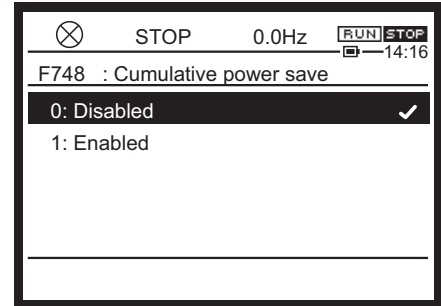 STOP 0.0Hz RUN STOP
14:16
F748 : Cumulative power save
0: Disabled
1: Enabled